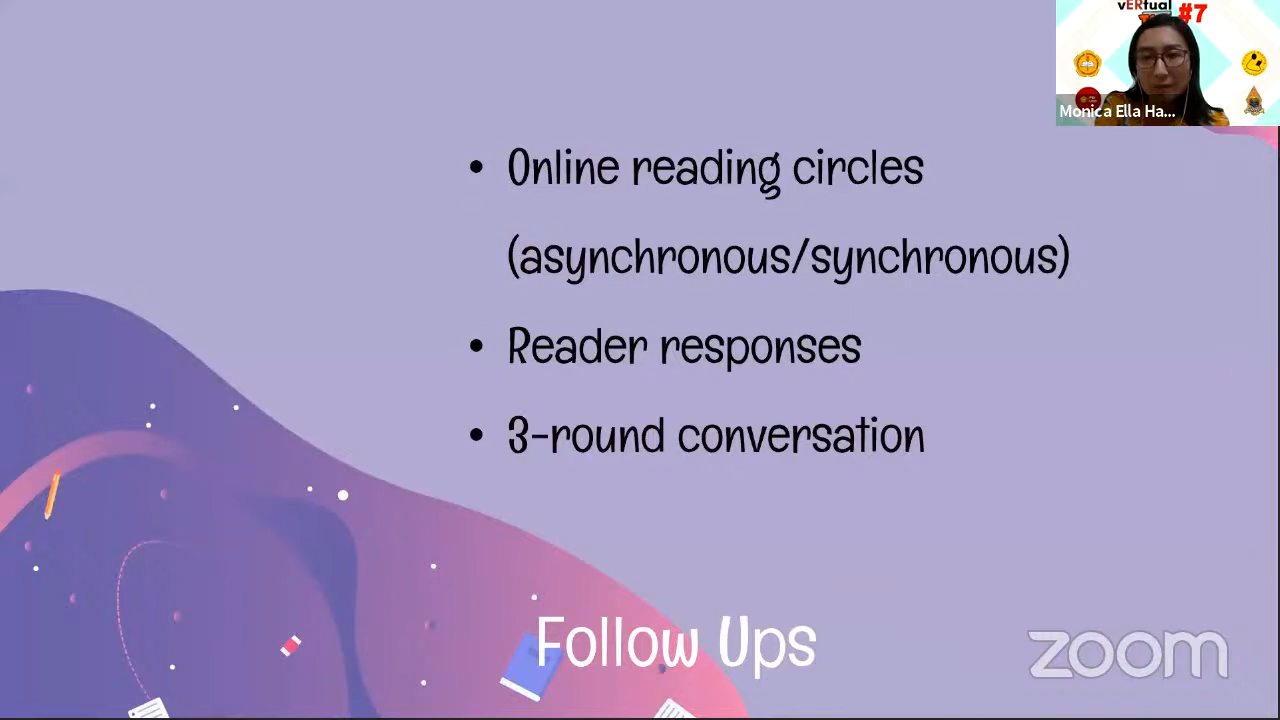 vERtual
#7
Monica Ella Ha...
• Online reading circles
(asynchronous/synchronous)
• Reader responses
• 3-round conversation
Follow Ups
zoom